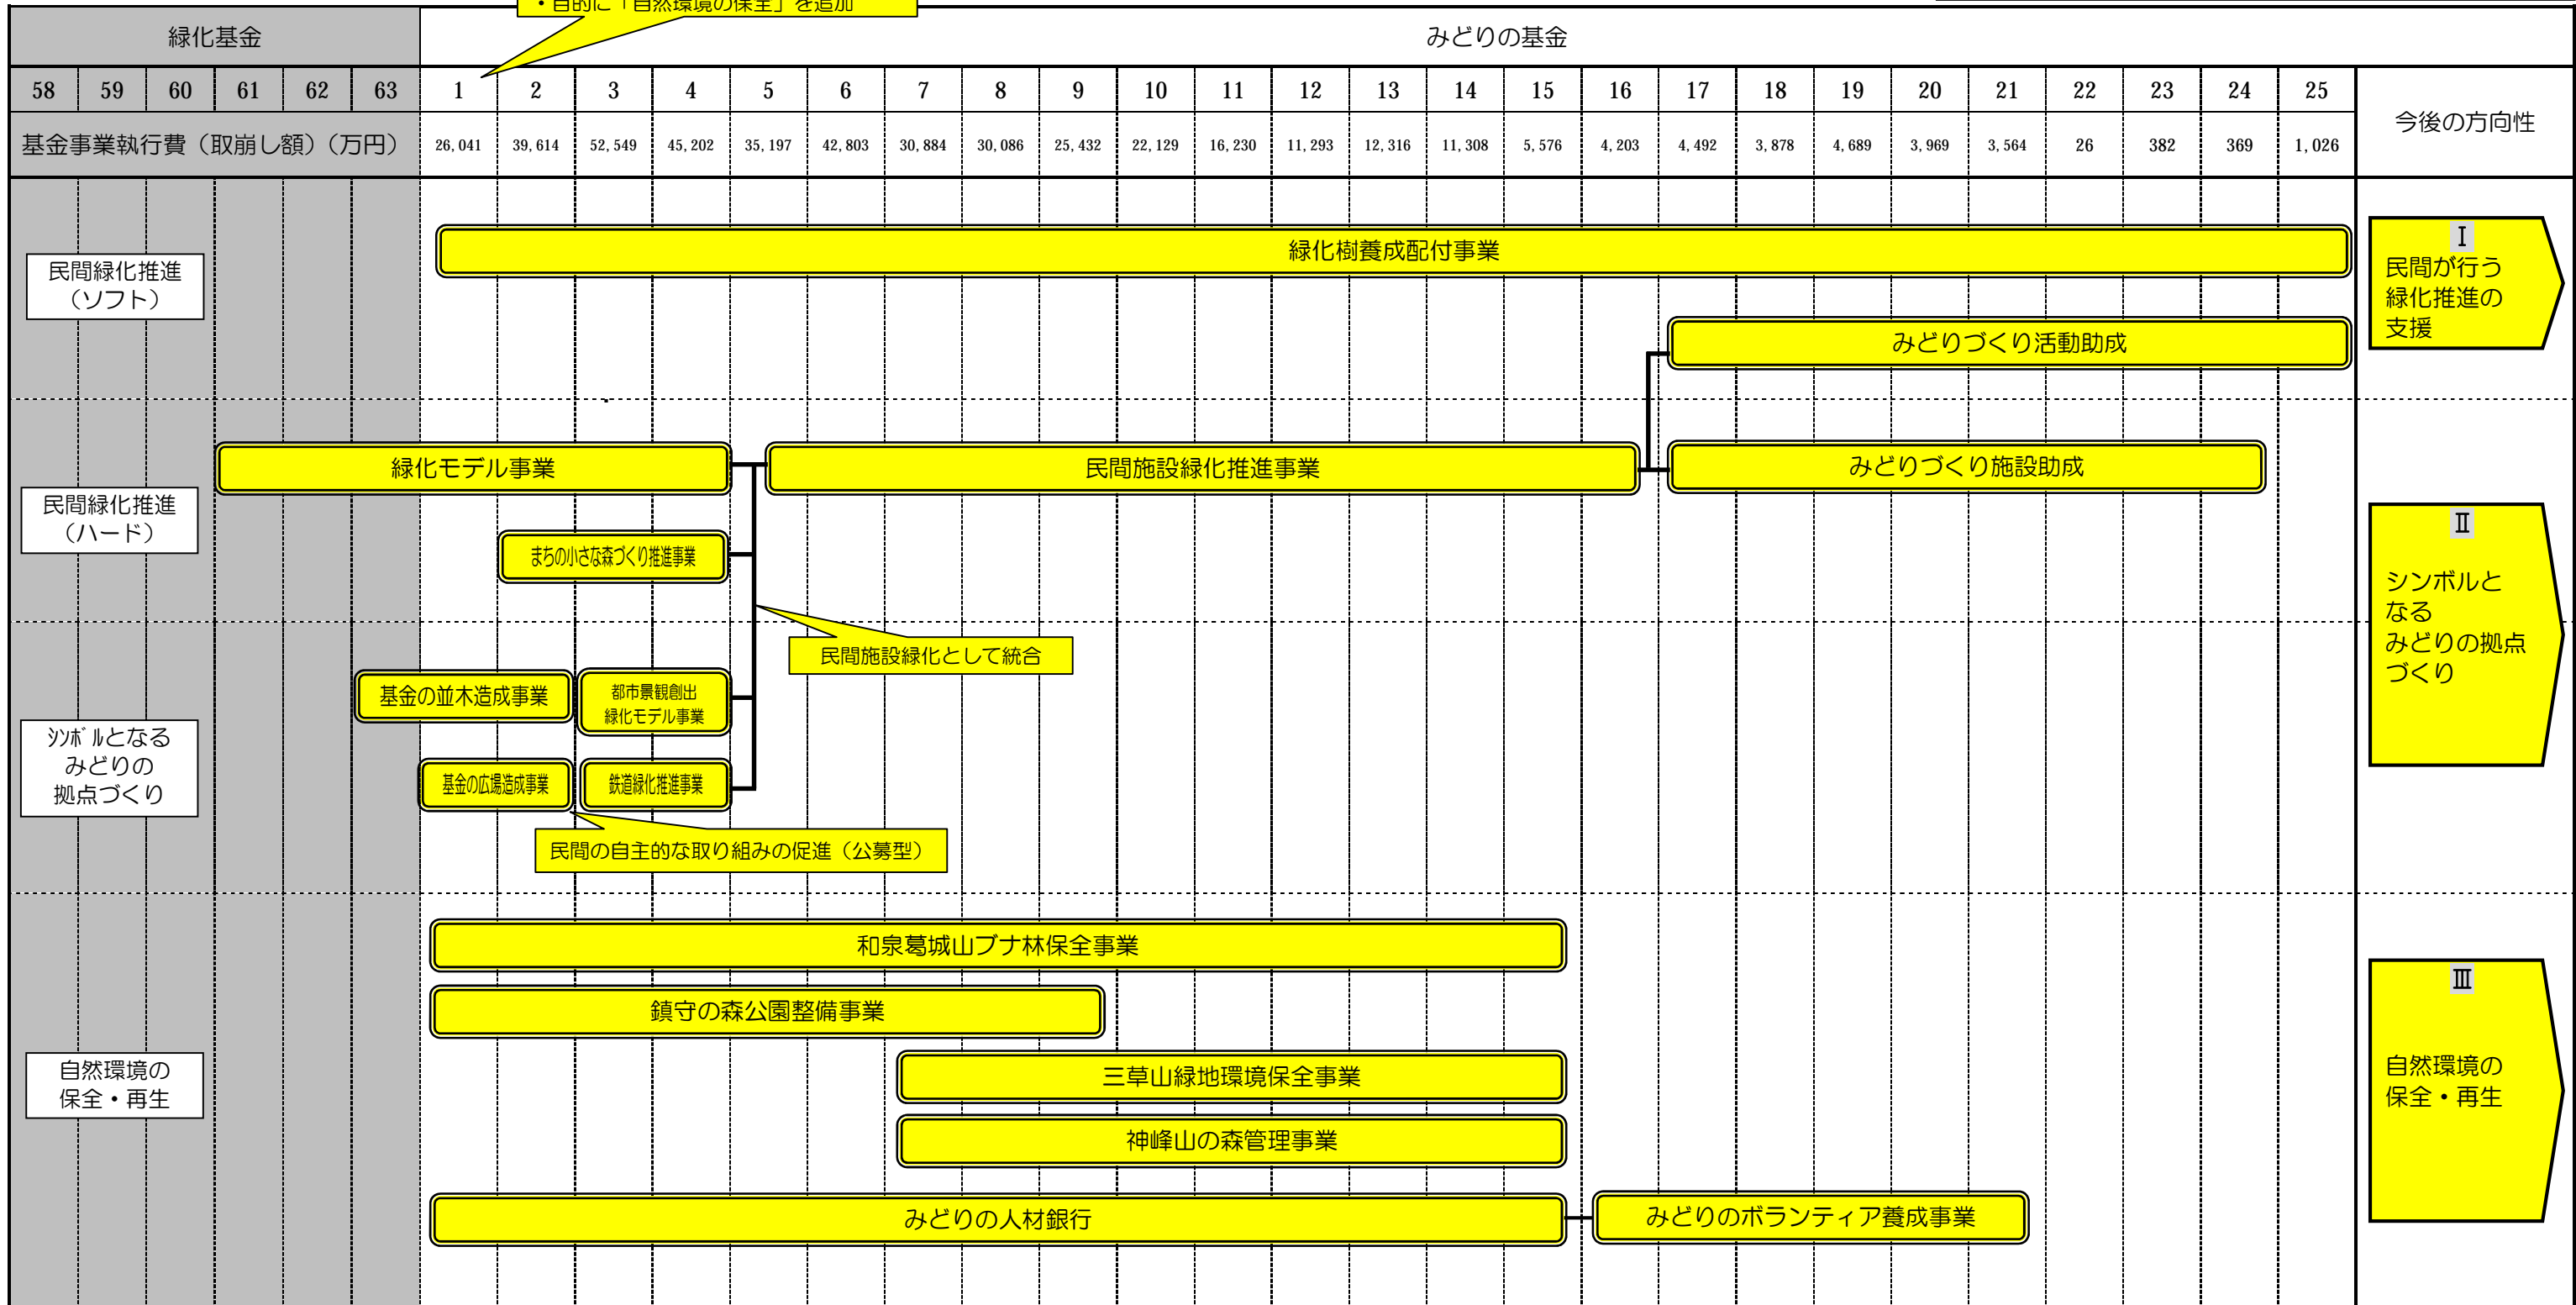 ・目的に「自然環境の保全」を追加
緑化基金
みどりの基金
58 59 60 61 62 63 1 2 3 4 5 6 7 8 9 10 11 12 13 14 15 16 17 18 19 20 21 22 23 24 25
今後の方向性
基金事業執行費（取崩し額）（万円） 26,041 39,614 52,549 45,202 35,197 42,803 30,884 30,086 25,432 22,129 16,230 11,293 12,316 11,308 5,576 4,203 4,492 3,878 4,689 3,969 3,564 26 382 369 1,026
民間緑化推進
（ソフト）
緑化樹養成配付事業
みどりづくり活動助成
Ⅰ
民間が行う
緑化推進の
支援
民間緑化推進
（ハード）
緑化モデル事業
民間施設緑化推進事業
みどりづくり施設助成
まちの小さな森づくり推進事業
民間施設緑化として統合
Ⅱ
シンボルと
なる
みどりの拠点
づくり
ｼﾝﾎﾞﾙとなる
みどりの
拠点づくり
基金の並木造成事業
都市景観創出
緑化モデル事業
基金の広場造成事業
鉄道緑化推進事業
民間の自主的な取り組みの促進（公募型）
自然環境の
保全・再生
和泉葛城山ブナ林保全事業
鎮守の森公園整備事業
三草山緑地環境保全事業
神峰山の森管理事業
みどりの人材銀行
みどりのボランティア養成事業
Ⅲ
自然環境の
保全・再生